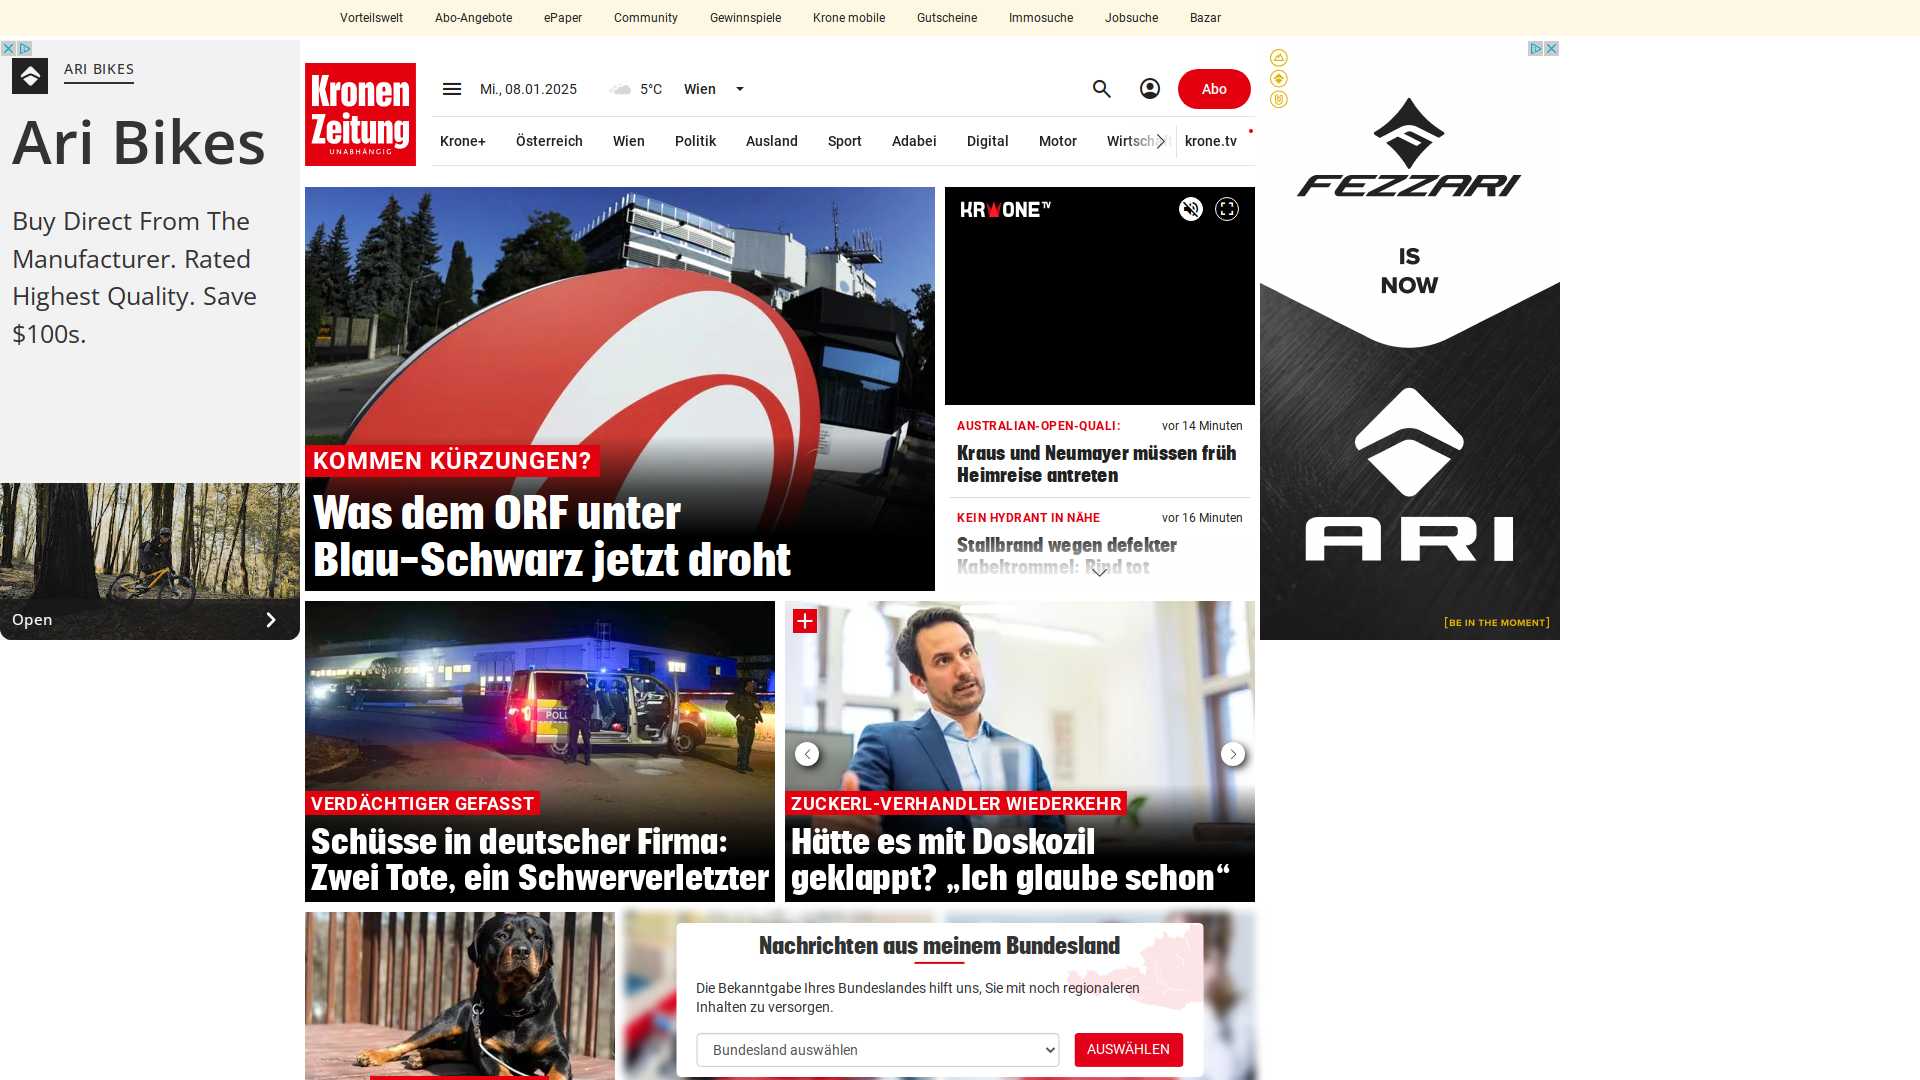 Vorteilswelt Abo-Angebote ePaper Community Gewinnspiele Krone mobile Gutscheine Immosuche Jobsuche Bazar
ARI BIKES
Ari Bikes
Buy Direct From The
Manufacturer. Rated
Highest Quality. Save
$100s.
Open
Kronen
Zeitung
UNABHÄNGIG
Mi., 08.01.2025 5°C Wien
Abo
Krone+ Österreich Wien Politik Ausland Sport Adabei Digital Motor Wirtsch krone.tv
KOMMEN KÜRZUNGEN?
Was dem ORF unter
Blau-Schwarz jetzt droht
KRONE TV
AUSTRALIAN-OPEN-QUALI: vor 14 Minuten
Kraus und Neumayer müssen früh
Heimreise antreten
KEIN HYDRANT IN NÄHE vor 16 Minuten
Stallbrand wegen defekter
Kabeltrommel: Rind tot
FEZZARI
IS
NOW
ARI
[BE IN THE MOMENT]
VERDÄCHTIGER GEFASST
Schüsse in deutscher Firma:
Zwei Tote, ein Schwerverletzter
ZUCKERL-VERHANDLER WIEDERKEHR
Hätte es mit Doskozil
geklappt? „Ich glaube schon“
Nachrichten aus meinem Bundesland
Die Bekanntgabe Ihres Bundeslandes hilft uns, Sie mit noch regionaleren
Inhalten zu versorgen.
Bundesland auswählen AUSWÄHLEN